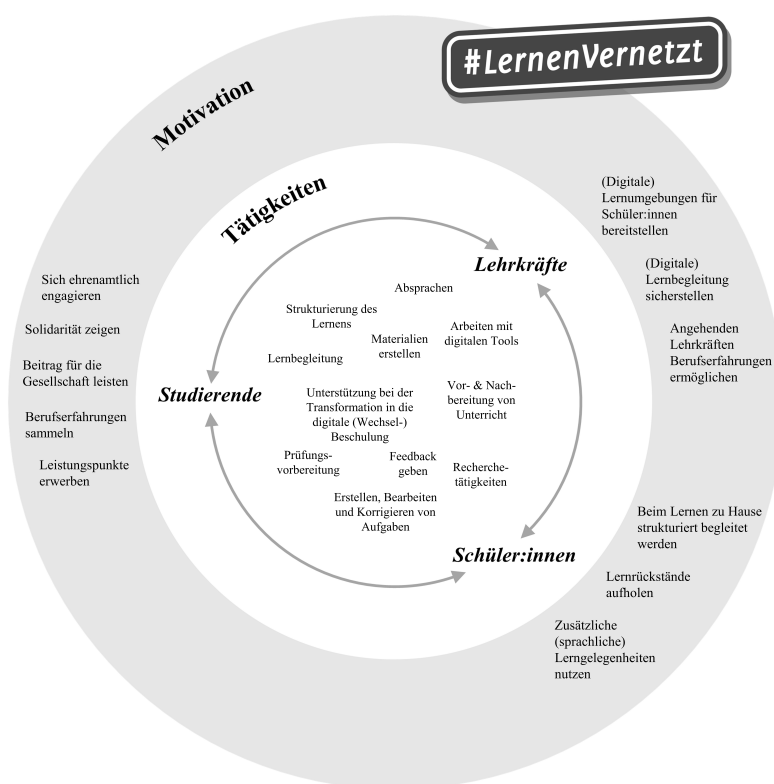 #LernenVernetzt
Motivation
Tätigkeiten
(Digitale)
Lernumgebungen für
Schüler:innen
bereitstellen
(Digitale)
Lernbegleitung
sicherstellen
Angehenden
Lehrkräften
Berufserfahrungen
ermöglichen
Sich ehrenamtlich
engagieren
Solidarität zeigen
Beitrag für die
Gesellschaft leisten
Berufserfahrungen
sammeln
Leistungspunkte
erwerben
Lehrkräfte
Studierende
Schüler:innen
Absprachen
Strukturierung des
Lernens
Materialien
erstellen
Arbeiten mit
digitalen Tools
Lernbegleitung
Unterstützung bei der
Transformation in die
digitale (Wechsel-)
Beschulung
Vor- & Nach-
bereitung von
Unterricht
Prüfungs-
vorbereitung
Feedback
geben
Recherche-
tätigkeiten
Erstellen, Bearbeiten
und Korrigieren von
Aufgaben
Beim Lernen zu Hause
strukturiert begleitet
werden
Lernrückstände
aufholen
Zusätzliche
(sprachliche)
Lerngelegenheiten
nutzen